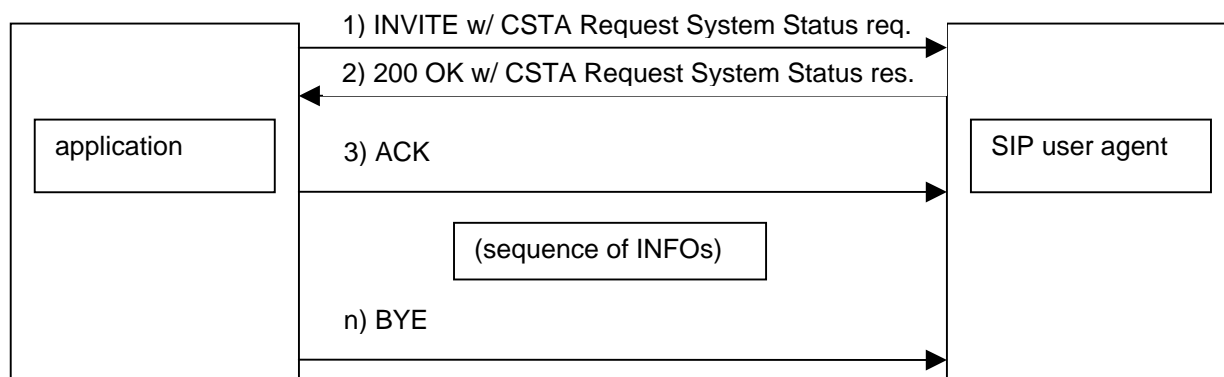 1) INVITE w/ CSTA Request System Status req.
2) 200 OK w/ CSTA Request System Status res.
application
3) ACK
SIP user agent
(sequence of INFOs)
n) BYE